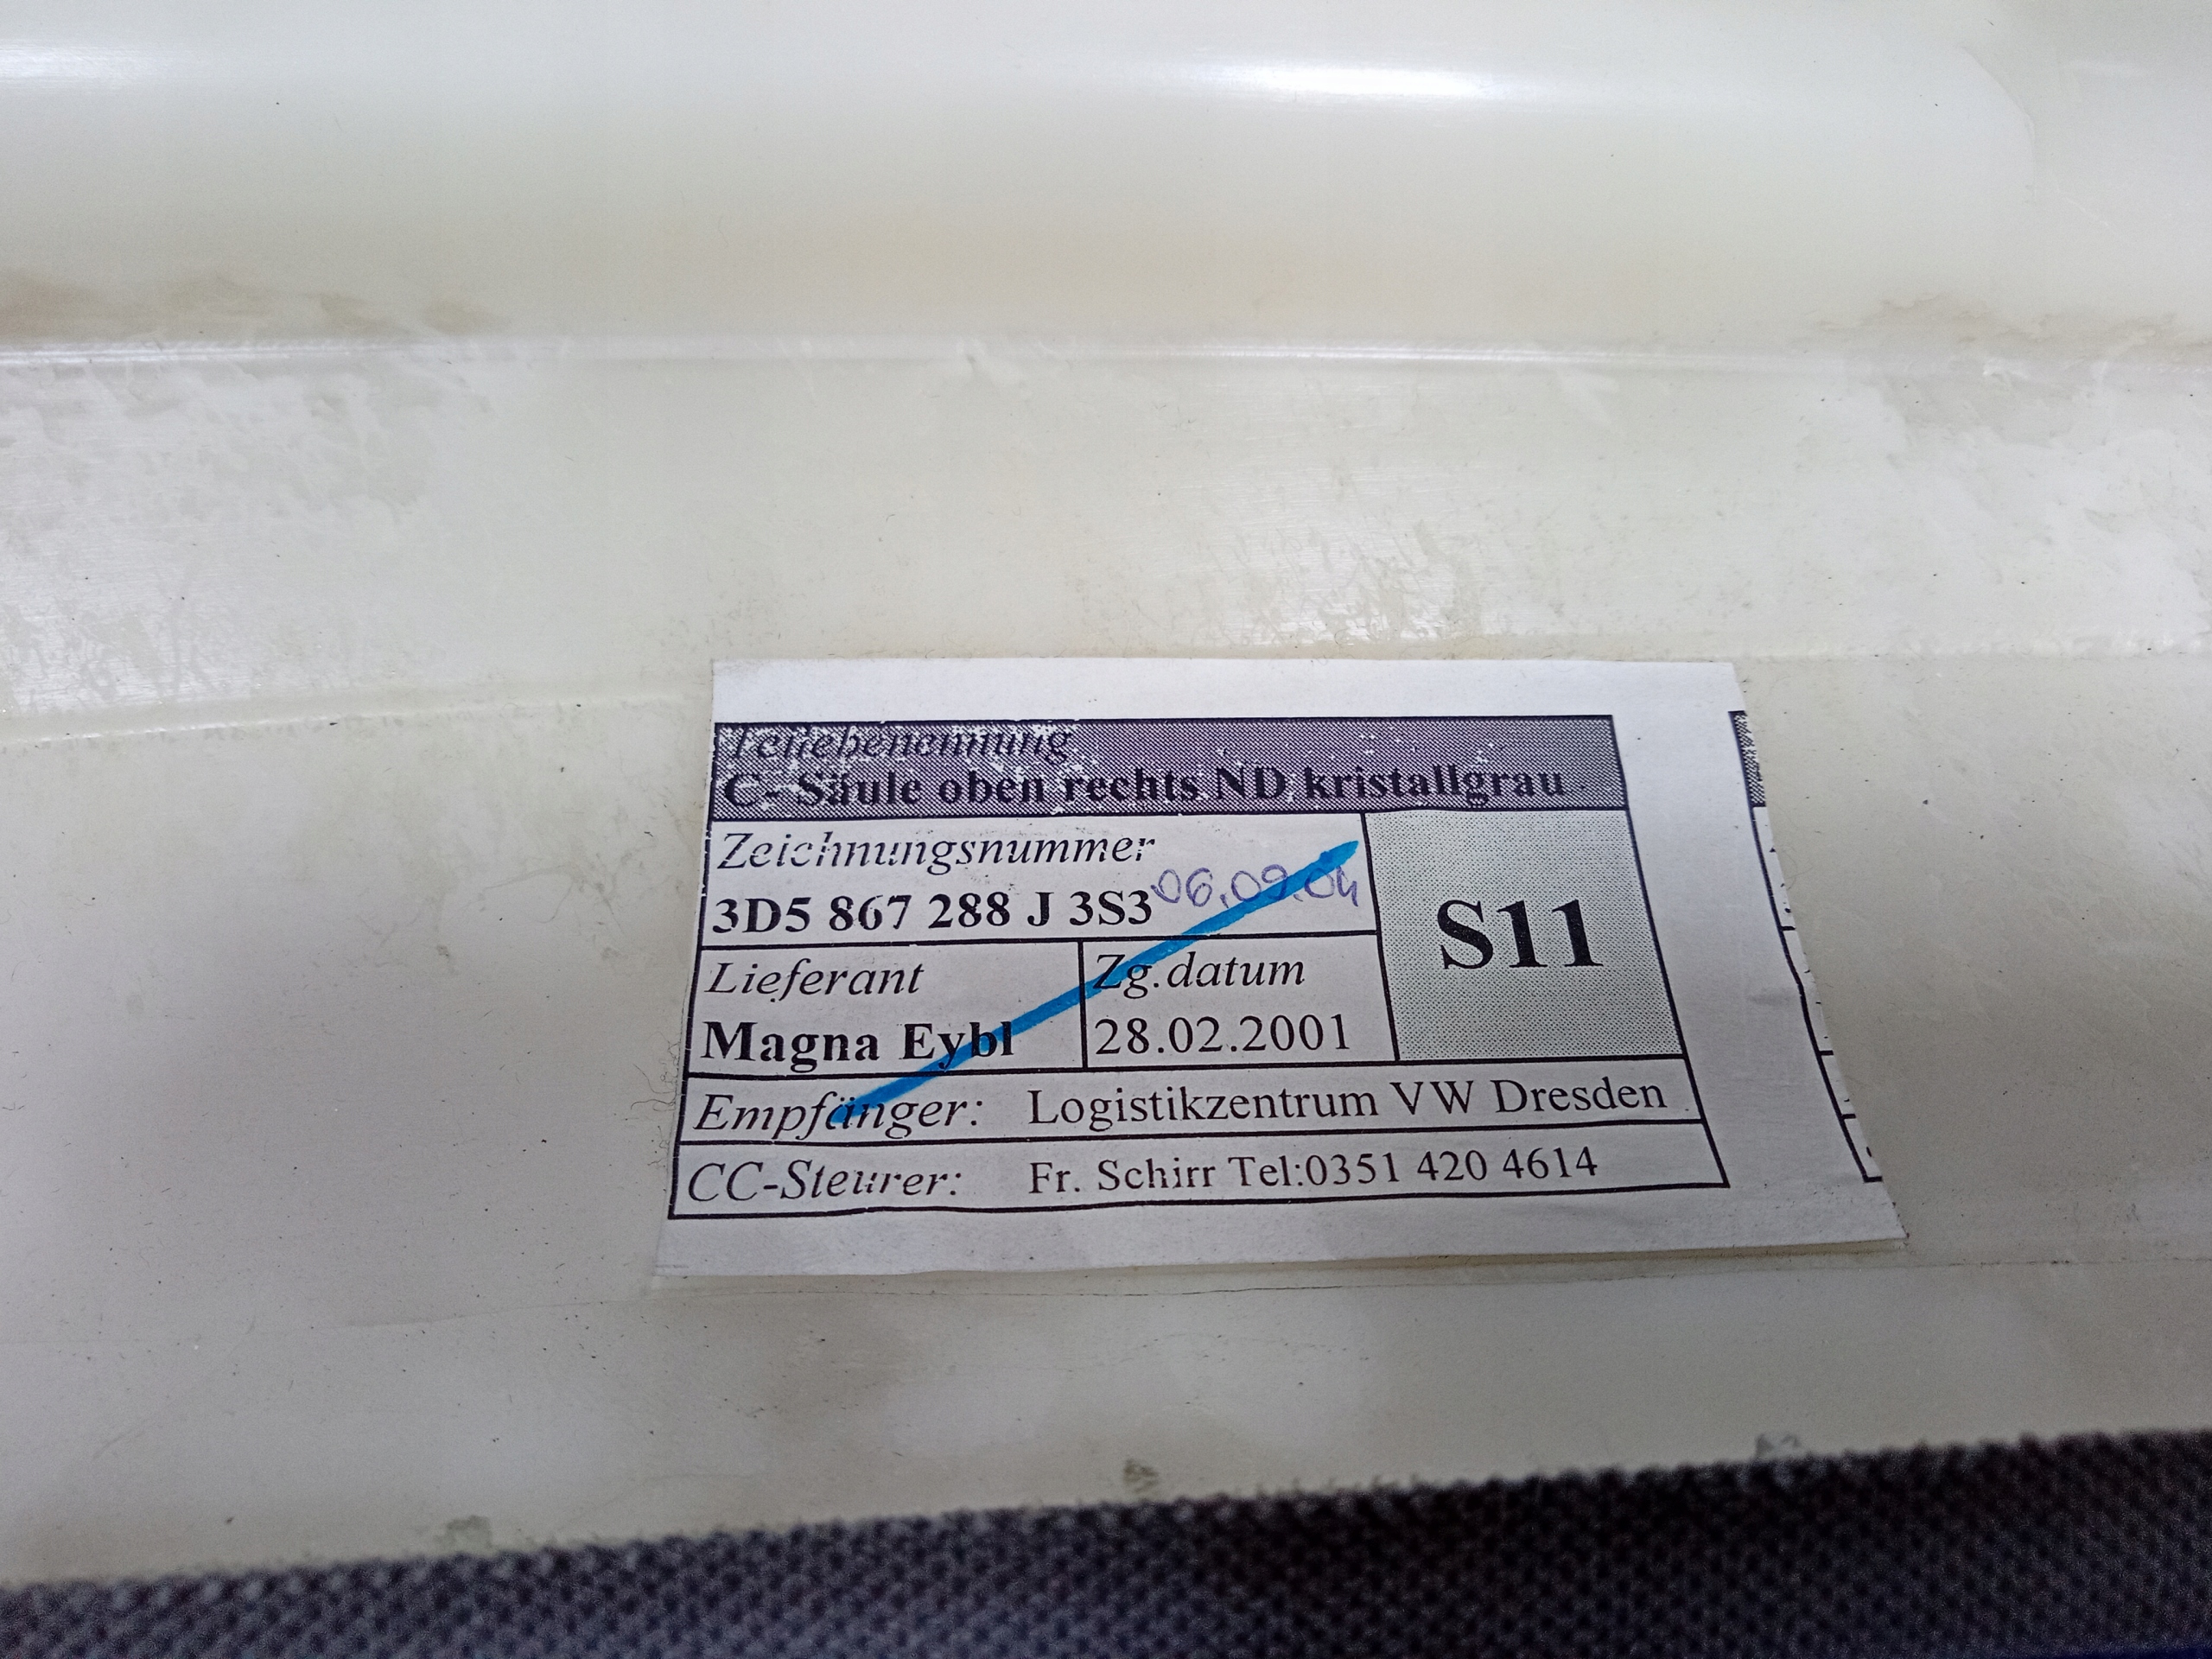 Teilebenennung
C- Säule oben rechts ND kristallgrau
Zeichnungsnummer
3D5 867 288 J 3S3 06.09.04
S11
Lieferant
Magna Eybl
Zg.datum
28.02.2001
Empfänger: Logistikzentrum VW Dresden
CC-Steurer: Fr. Schirr Tel:0351 420 4614